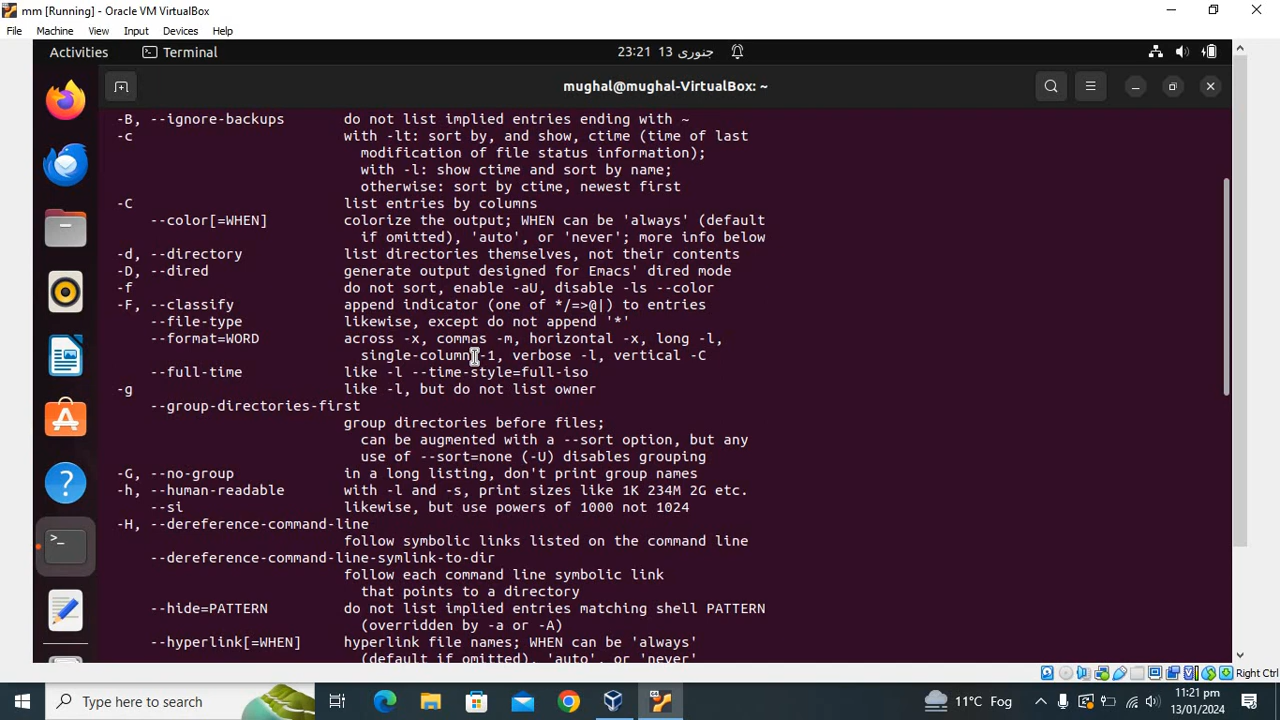 mm [Running] - Oracle VM VirtualBox
File Machine View Input Devices Help
Activities Terminal 23:21 13 جنوری
mughal@mughal-VirtualBox: ~
-B, --ignore-backups do not list implied entries ending with ~
-c with -lt: sort by, and show, ctime (time of last
modification of file status information);
with -l: show ctime and sort by name;
otherwise: sort by ctime, newest first
-C list entries by columns
--color[=WHEN] colorize the output; WHEN can be 'always' (default
if omitted), 'auto', or 'never'; more info below
-d, --directory list directories themselves, not their contents
-D, --dired generate output designed for Emacs' dired mode
-f do not sort, enable -aU, disable -ls --color
-F, --classify append indicator (one of */=>@|) to entries
--file-type likewise, except do not append '*'
--format=WORD across -x, commas -m, horizontal -x, long -l,
single-column -1, verbose -l, vertical -C
--full-time like -l --time-style=full-iso
-g like -l, but do not list owner
--group-directories-first
group directories before files;
can be augmented with a --sort option, but any
use of --sort=none (-U) disables grouping
-G, --no-group in a long listing, don't print group names
-h, --human-readable with -l and -s, print sizes like 1K 234M 2G etc.
--si likewise, but use powers of 1000 not 1024
-H, --dereference-command-line
follow symbolic links listed on the command line
--dereference-command-line-symlink-to-dir
follow each command line symbolic link
that points to a directory
--hide=PATTERN do not list implied entries matching shell PATTERN
(overridden by -a or -A)
--hyperlink[=WHEN] hyperlink file names; WHEN can be 'always'
(default if omitted), 'auto', or 'never'
Right Ctrl
Type here to search 11°C Fog 11:21 pm
13/01/2024